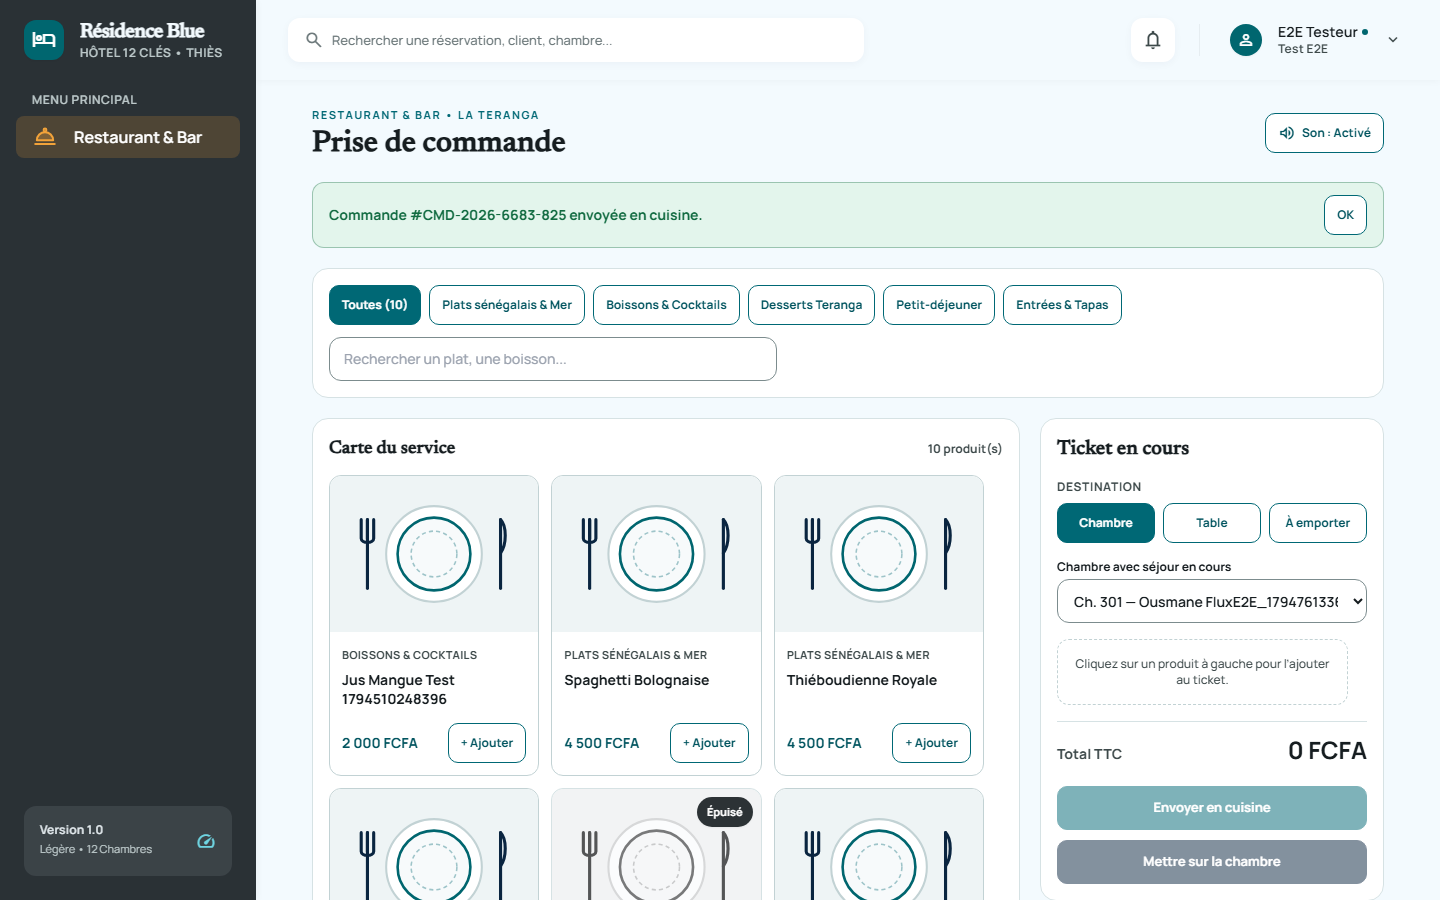 Résidence Blue
HÔTEL 12 CLÉS • THIÈS
MENU PRINCIPAL
Restaurant & Bar
Version 1.0
Légère • 12 Chambres
Rechercher une réservation, client, chambre...
E2E Testeur
Test E2E
RESTAURANT & BAR • LA TERANGA
Prise de commande
Son : Activé
Commande #CMD-2026-6683-825 envoyée en cuisine.
OK
Toutes (10)
Plats sénégalais & Mer
Boissons & Cocktails
Desserts Teranga
Petit-déjeuner
Entrées & Tapas
Rechercher un plat, une boisson...
Carte du service
10 produit(s)
BOISSONS & COCKTAILS
Jus Mangue Test
1794510248396
2 000 FCFA
+ Ajouter
PLATS SÉNÉGALAIS & MER
Spaghetti Bolognaise
4 500 FCFA
+ Ajouter
PLATS SÉNÉGALAIS & MER
Thiéboudienne Royale
4 500 FCFA
+ Ajouter
Épuisé
Ticket en cours
DESTINATION
Chambre
Table
À emporter
Chambre avec séjour en cours
Ch. 301 — Ousmane FluxE2E_1794761336
Cliquez sur un produit à gauche pour l'ajouter
au ticket.
Total TTC
0 FCFA
Envoyer en cuisine
Mettre sur la chambre